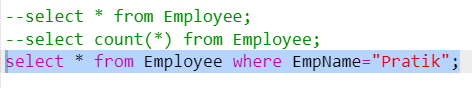 --select * from Employee;
--select count(*) from Employee;
select * from Employee where EmpName="Pratik";